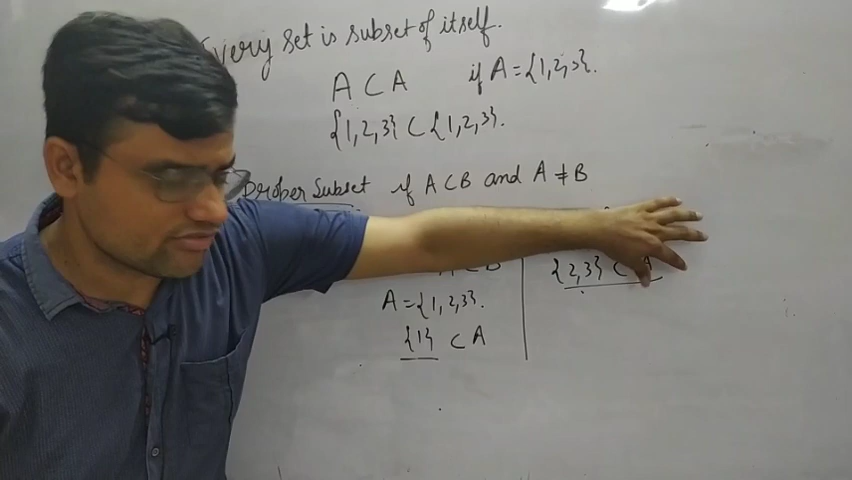 Every set is subset of itself.
A ⊂ A if A = {1,2,3}.
{1,2,3} ⊂ {1,2,3}.
Proper Subset if A ⊂ B and A ≠ B
⊂ B
A = {1,2,3}.
{1} ⊂ A
{2,3} ⊂ A